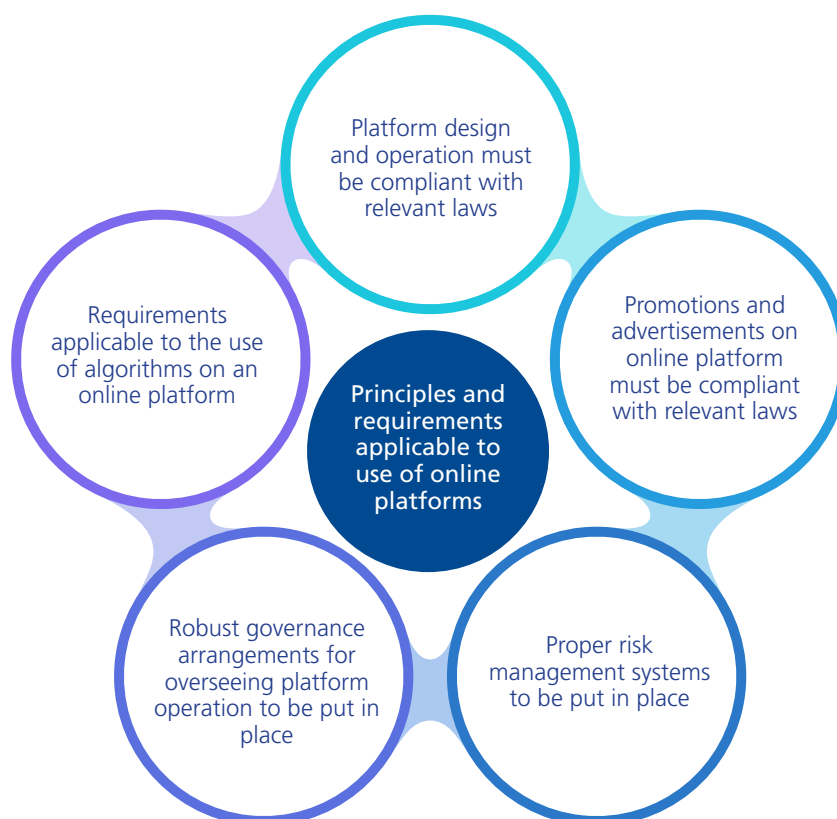 Platform design
and operation must
be compliant with
relevant laws
Promotions and
advertisements on
online platform
must be compliant
with relevant laws
Proper risk
management systems
to be put in place
Robust governance
arrangements for
overseeing platform
operation to be put in
place
Requirements
applicable to the use
of algorithms on an
online platform
Principles and
requirements
applicable to
use of online
platforms